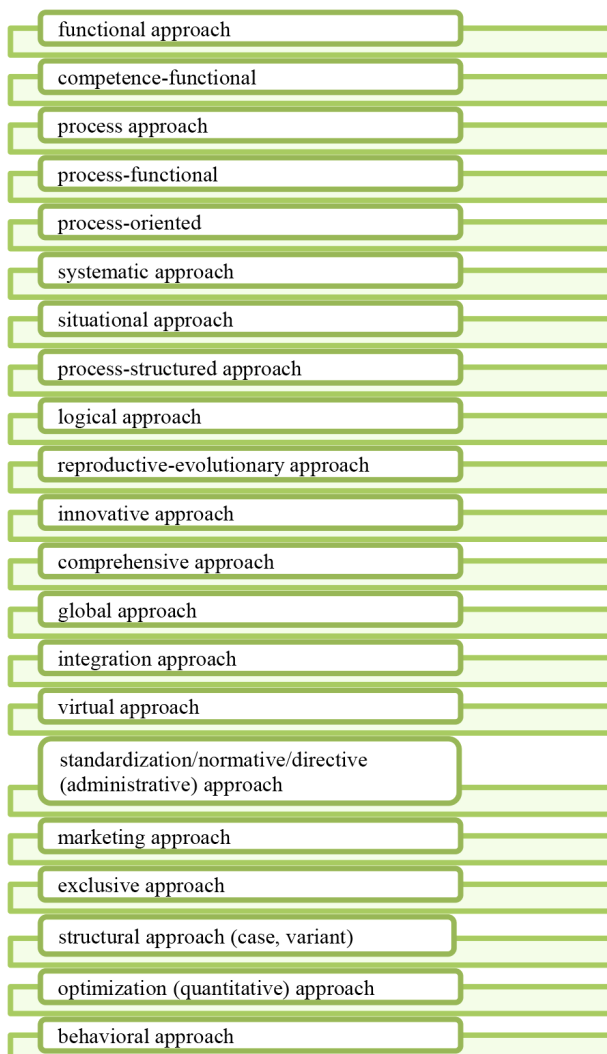 functional approach
competence-functional
process approach
process-functional
process-oriented
systematic approach
situational approach
process-structured approach
logical approach
reproductive-evolutionary approach
innovative approach
comprehensive approach
global approach
integration approach
virtual approach
standardization/normative/directive
(administrative) approach
marketing approach
exclusive approach
structural approach (case, variant)
optimization (quantitative) approach
behavioral approach